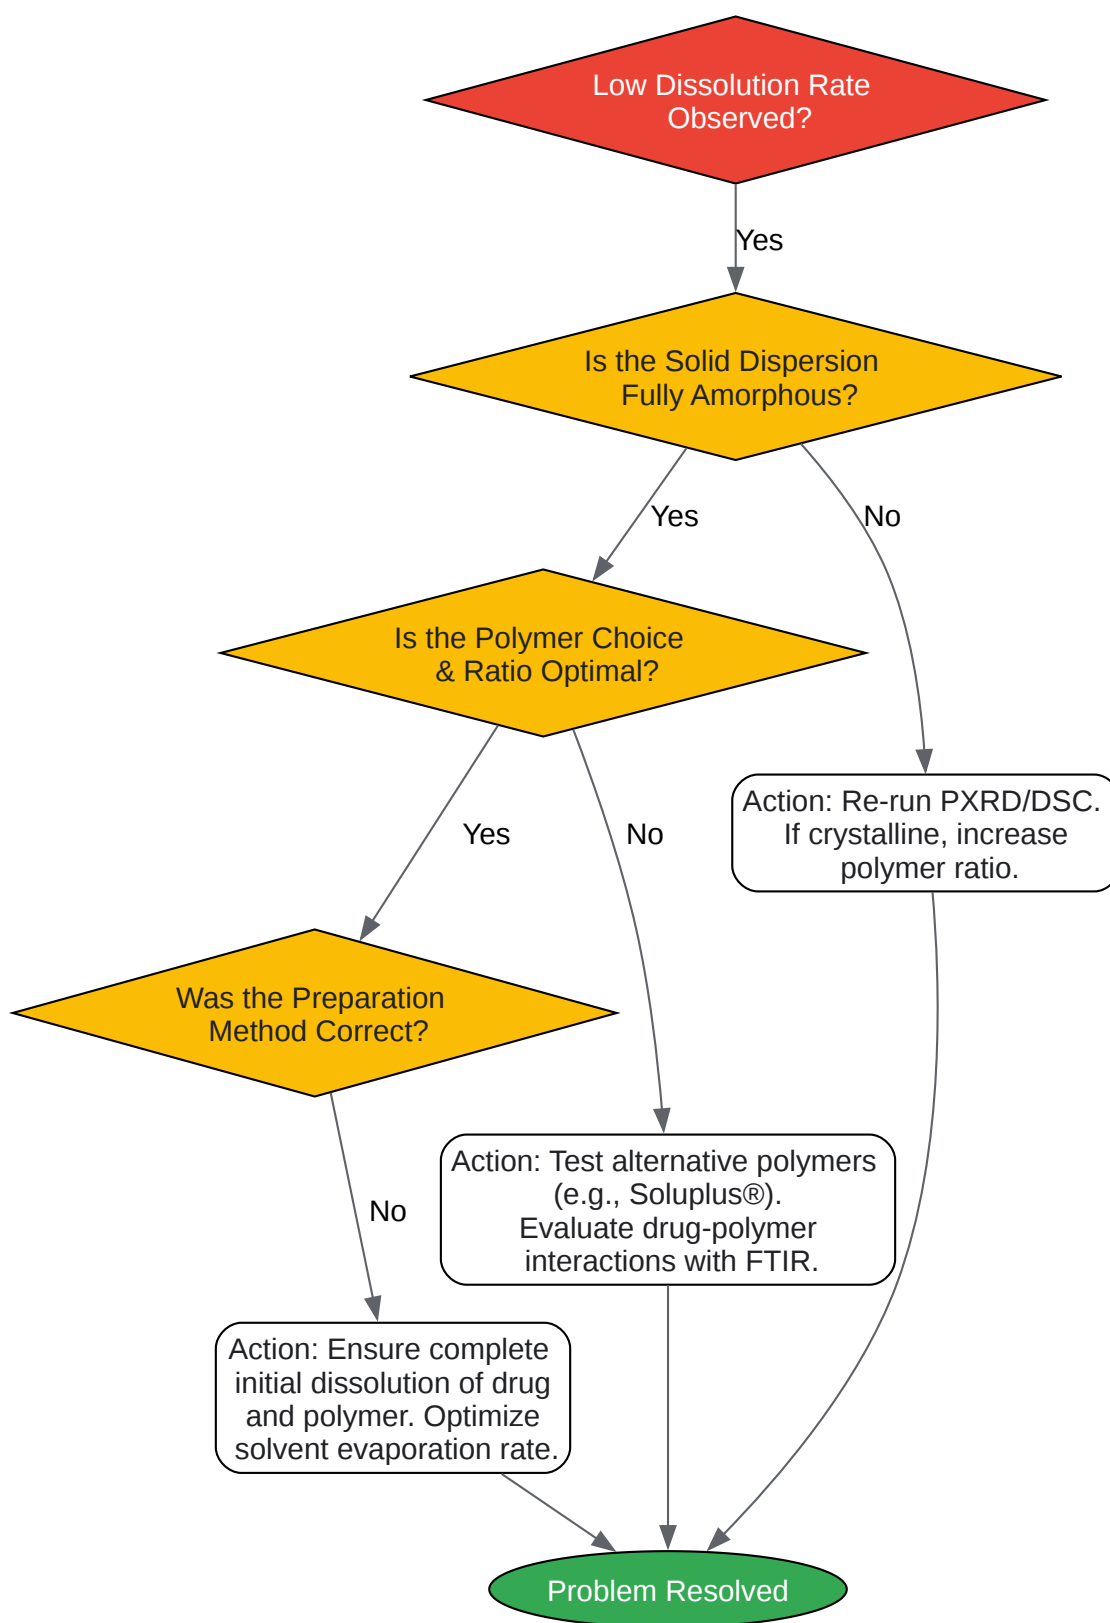 Low Dissolution Rate
Observed?
Yes
Is the Solid Dispersion
Fully Amorphous?
Yes
No
Is the Polymer Choice
& Ratio Optimal?
Action: Re-run PXRD/DSC.
If crystalline, increase
polymer ratio.
Yes
No
Was the Preparation
Method Correct?
Action: Test alternative polymers
(e.g., Soluplus®).
Evaluate drug-polymer
interactions with FTIR.
No
Action: Ensure complete
initial dissolution of drug
and polymer. Optimize
solvent evaporation rate.
Problem Resolved